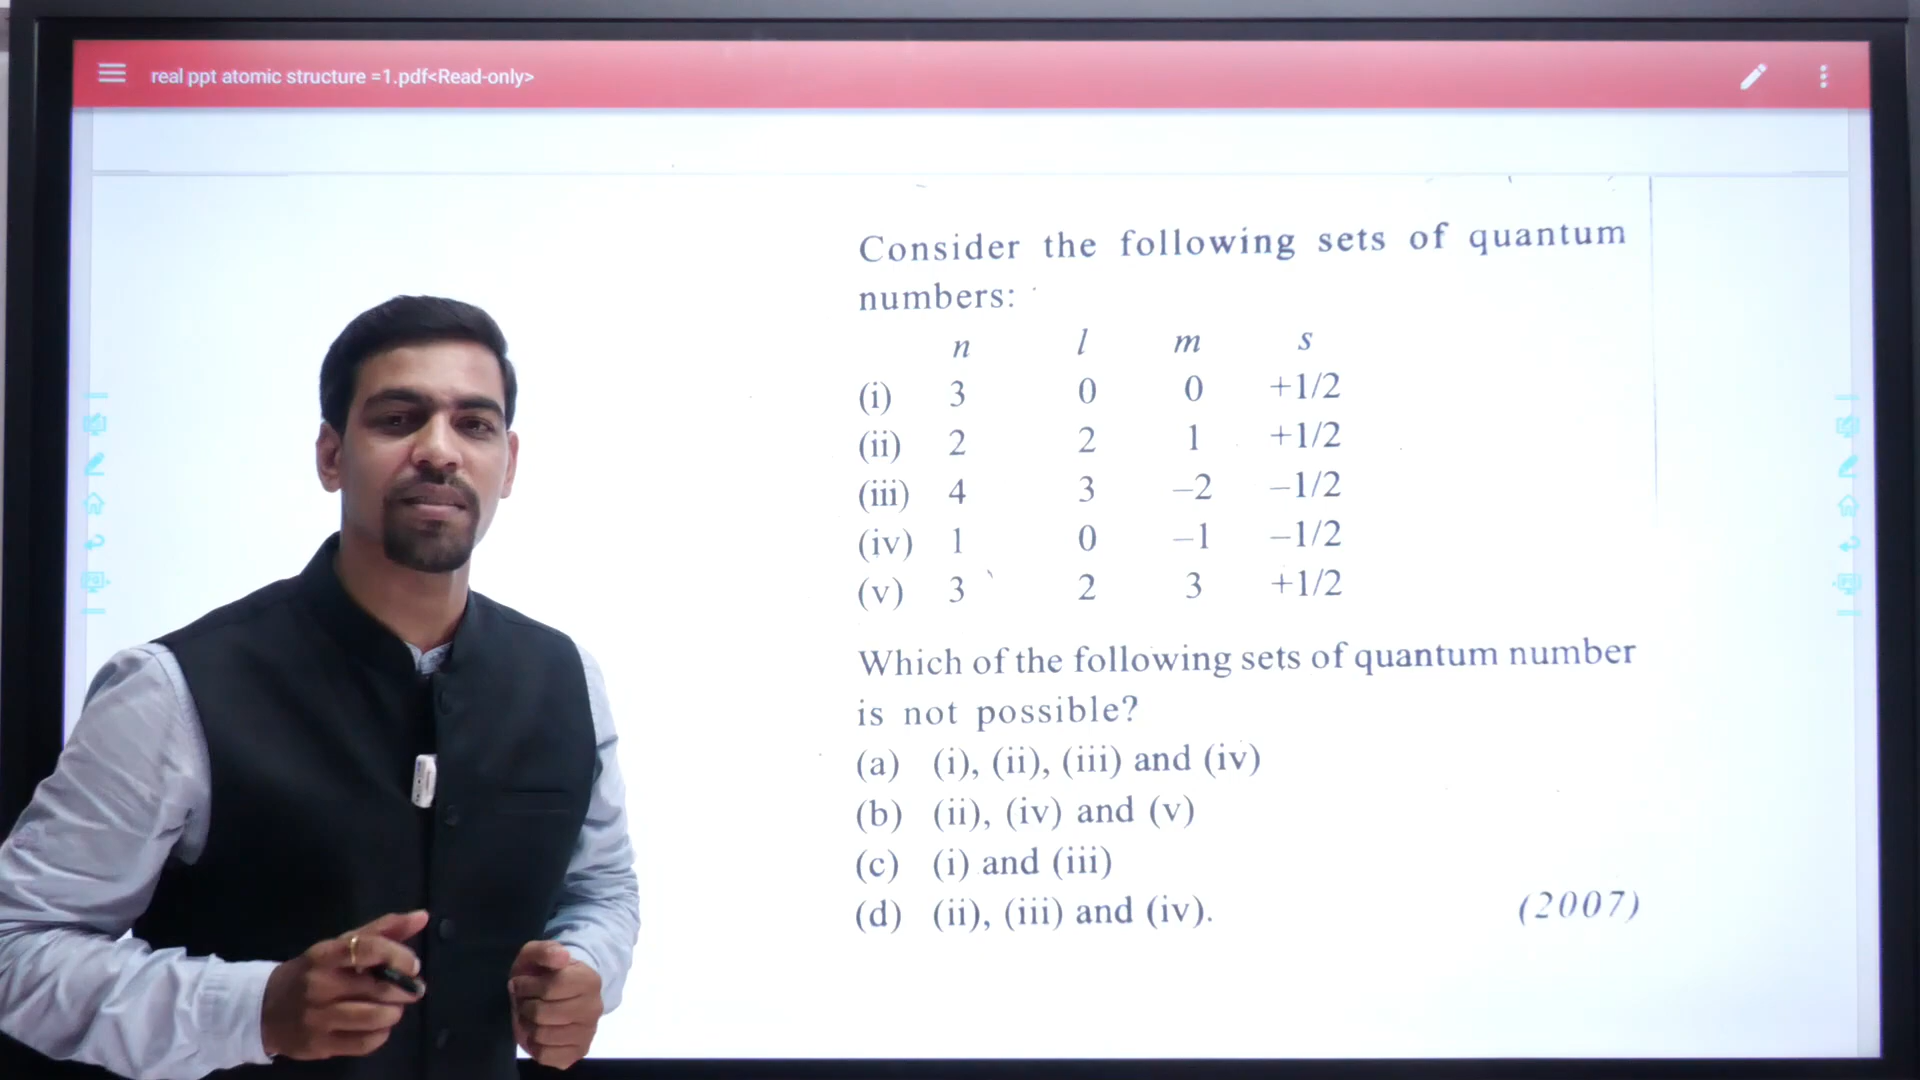 real ppt atomic structure =1.pdf<Read-only>
Consider the following sets of quantum
numbers:
n l m s
(i) 3 0 0 +1/2
(ii) 2 2 1 +1/2
(iii) 4 3 –2 –1/2
(iv) 1 0 –1 –1/2
(v) 3 2 3 +1/2
Which of the following sets of quantum number
is not possible?
(a) (i), (ii), (iii) and (iv)
(b) (ii), (iv) and (v)
(c) (i) and (iii)
(d) (ii), (iii) and (iv).
(2007)